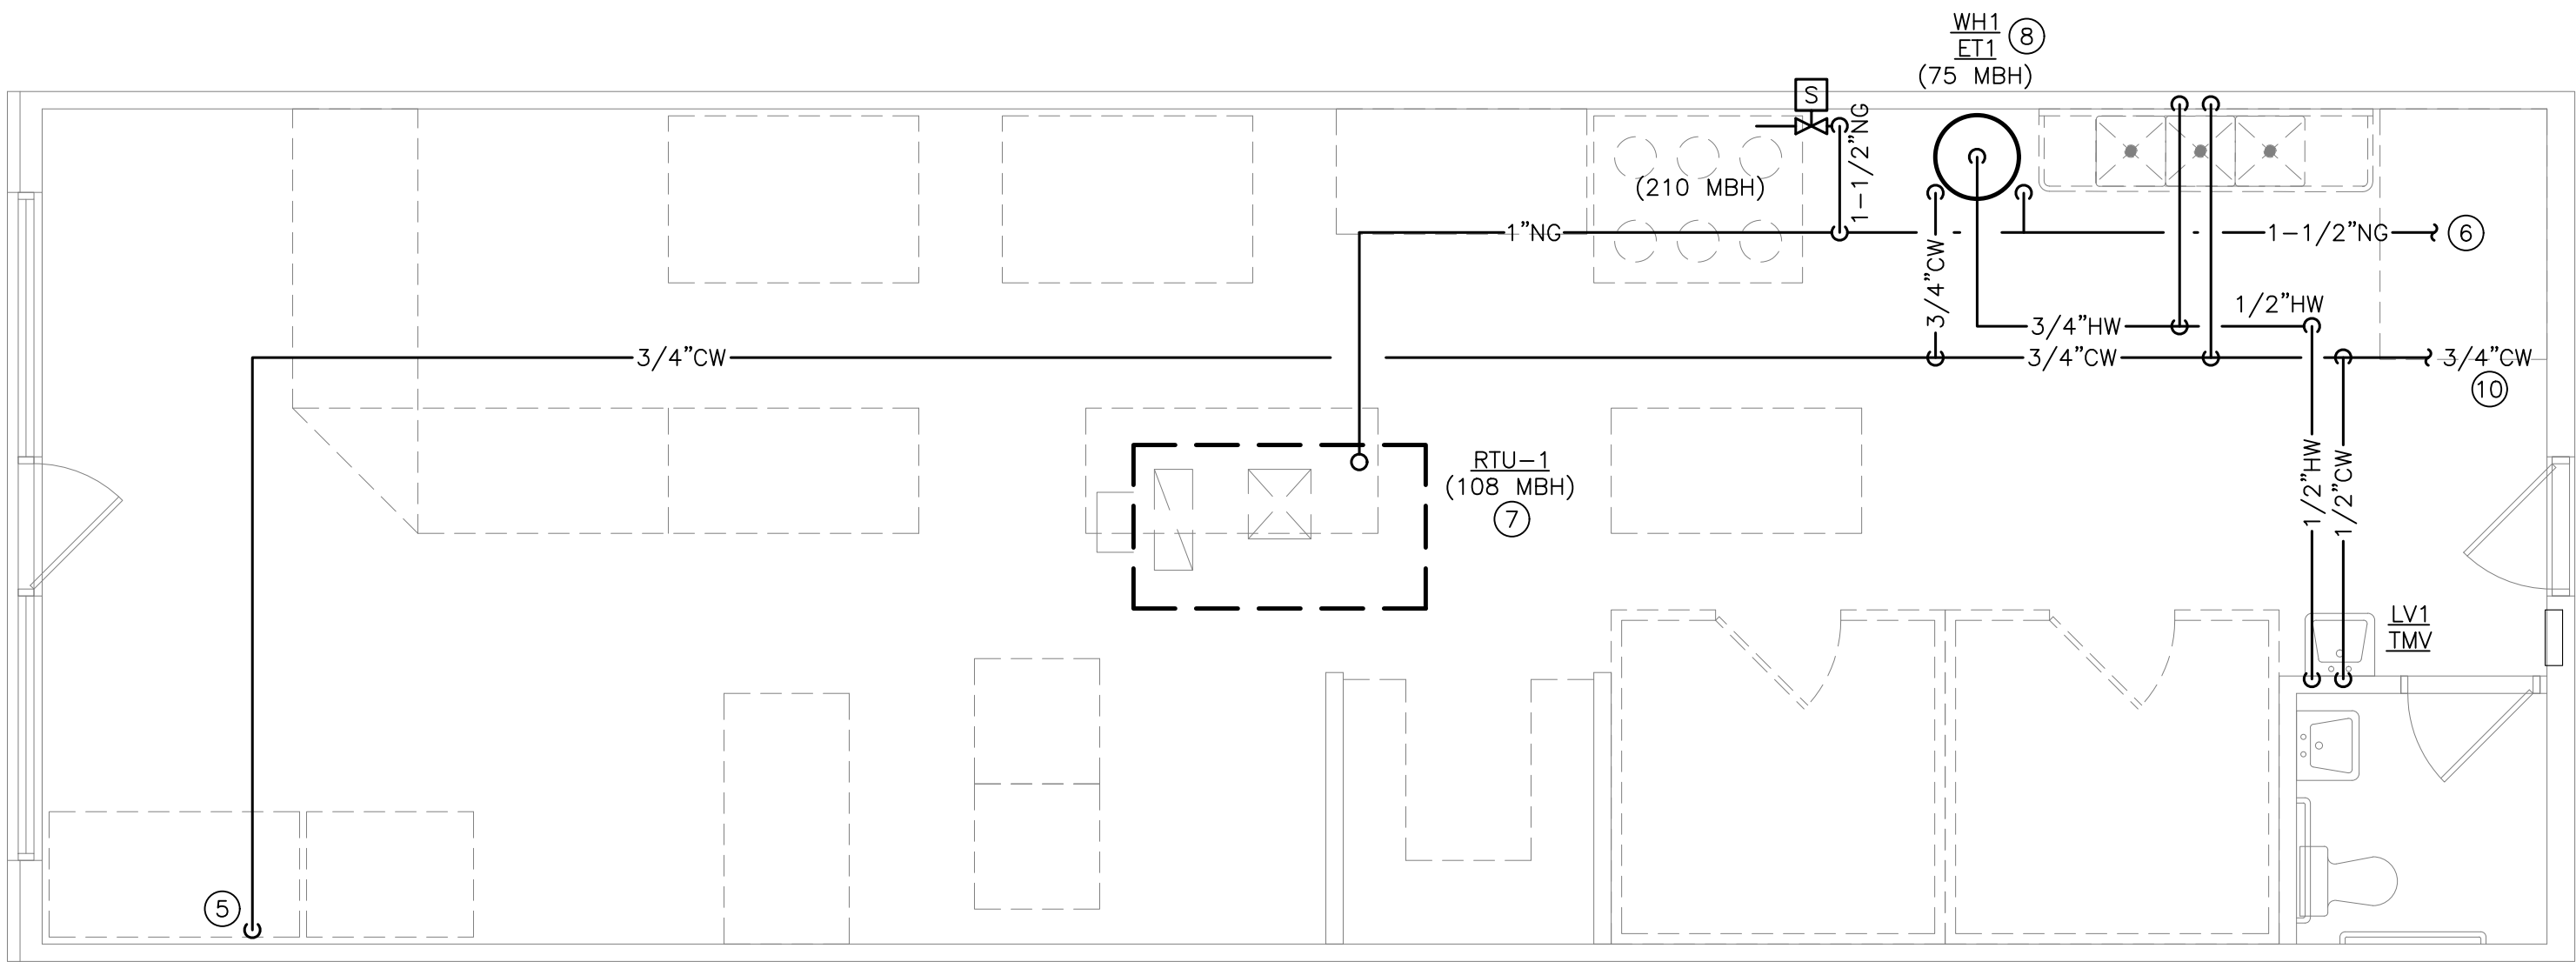 WH1 8
ET1
(75 MBH)
S
1-1/2"NG
(210 MBH)
1"NG
1-1/2"NG 6
3/4"CW
1/2"HW
3/4"HW
3/4"CW
3/4"CW
3/4"CW
10
RTU-1
(108 MBH)
7
1/2"HW
1/2"CW
LV1
TMV
5